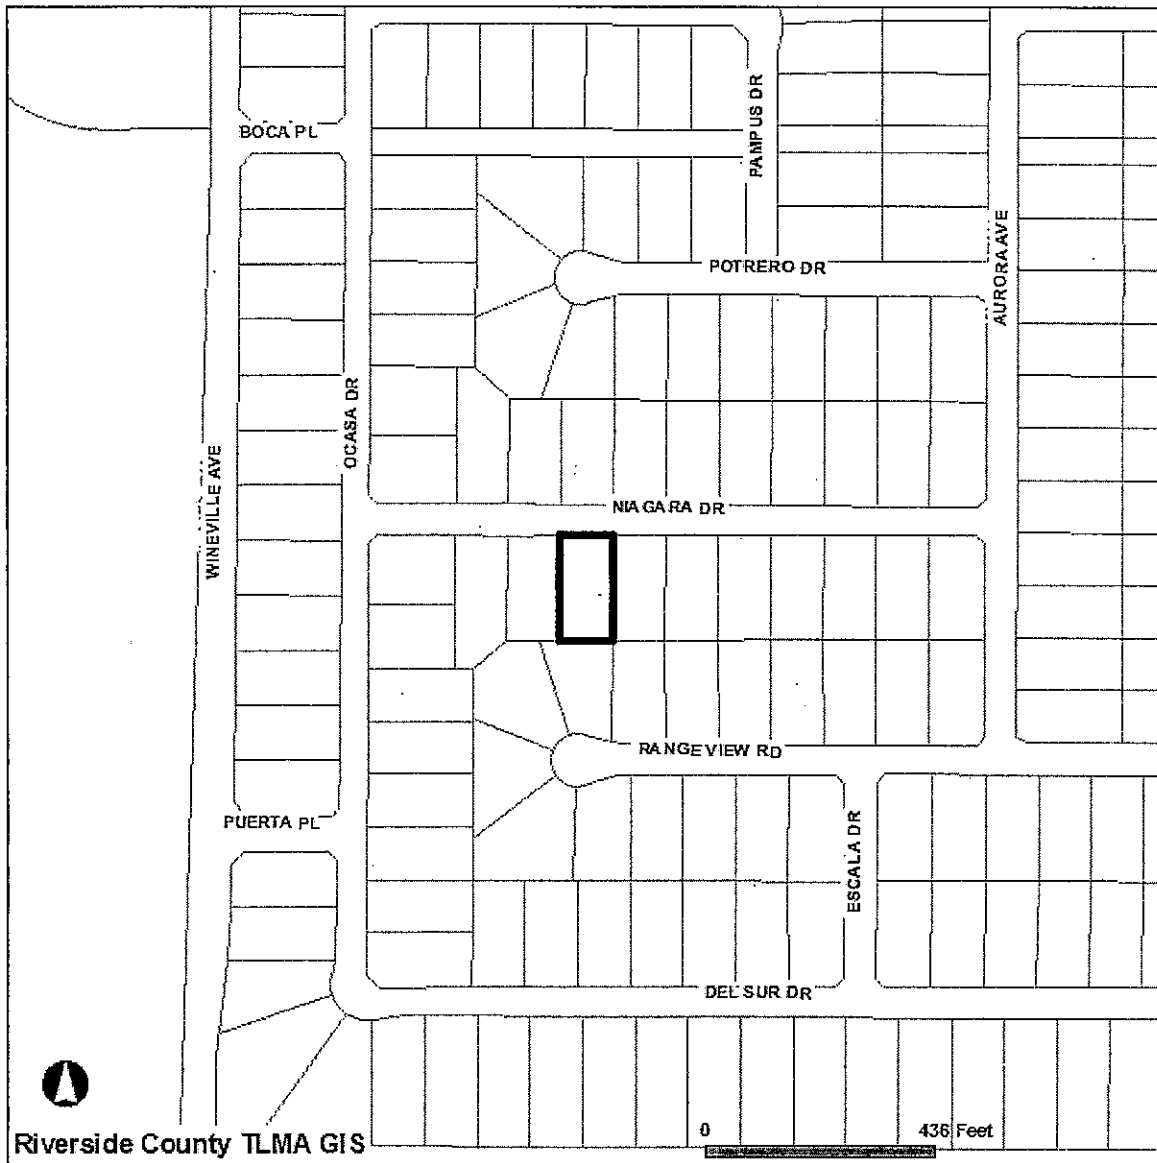 BOCA PL
PAMPUS DR
POTRERO DR
AURORA AVE
OCASA DR
WINEVILLE AVE
NIAGARA DR
RANGEVIEW RD
PUERTA PL
ESCALA DR
DEL SUR DR
Riverside County TLMA GIS
0 436 Feet